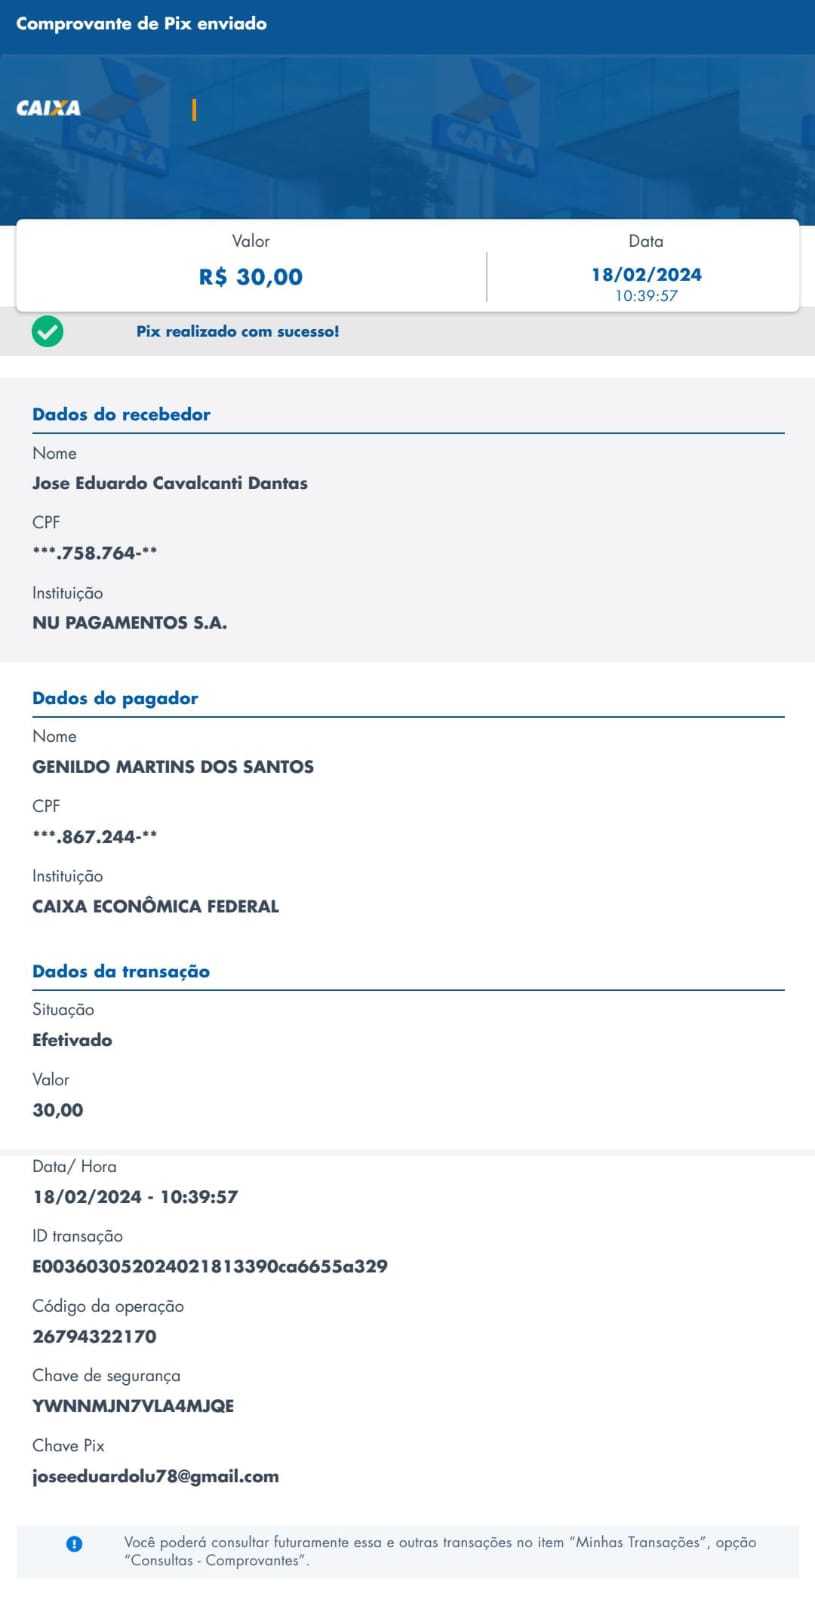 Comprovante de Pix enviado
CAIXA
CAIXA
CAIXA
Valor
R$ 30,00
Data
18/02/2024
10:39:57
Pix realizado com sucesso!
Dados do recebedor
Nome
Jose Eduardo Cavalcanti Dantas
CPF
***.758.764-**
Instituição
NU PAGAMENTOS S.A.
Dados do pagador
Nome
GENILDO MARTINS DOS SANTOS
CPF
***.867.244-**
Instituição
CAIXA ECONÔMICA FEDERAL
Dados da transação
Situação
Efetivado
Valor
30,00
Data/ Hora
18/02/2024 - 10:39:57
ID transação
E003603052024021813390ca6655a329
Código da operação
26794322170
Chave de segurança
YWNNMJN7VLA4MJQE
Chave Pix
joseeduardolu78@gmail.com
Você poderá consultar futuramente essa e outras transações no item “Minhas Transações”, opção
“Consultas - Comprovantes”.